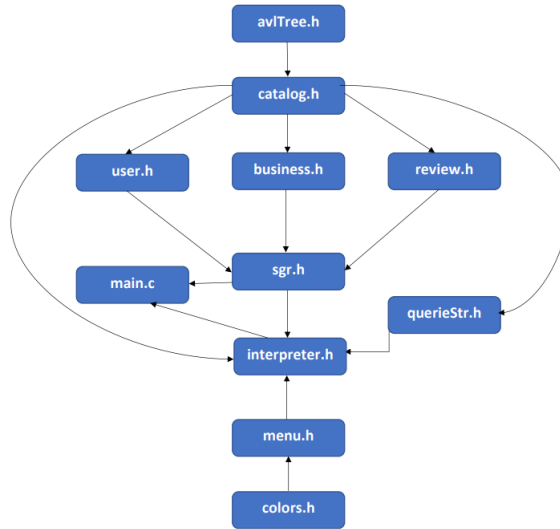 avlTree.h
catalog.h
user.h
business.h
review.h
sgr.h
main.c
querieStr.h
interpreter.h
menu.h
colors.h